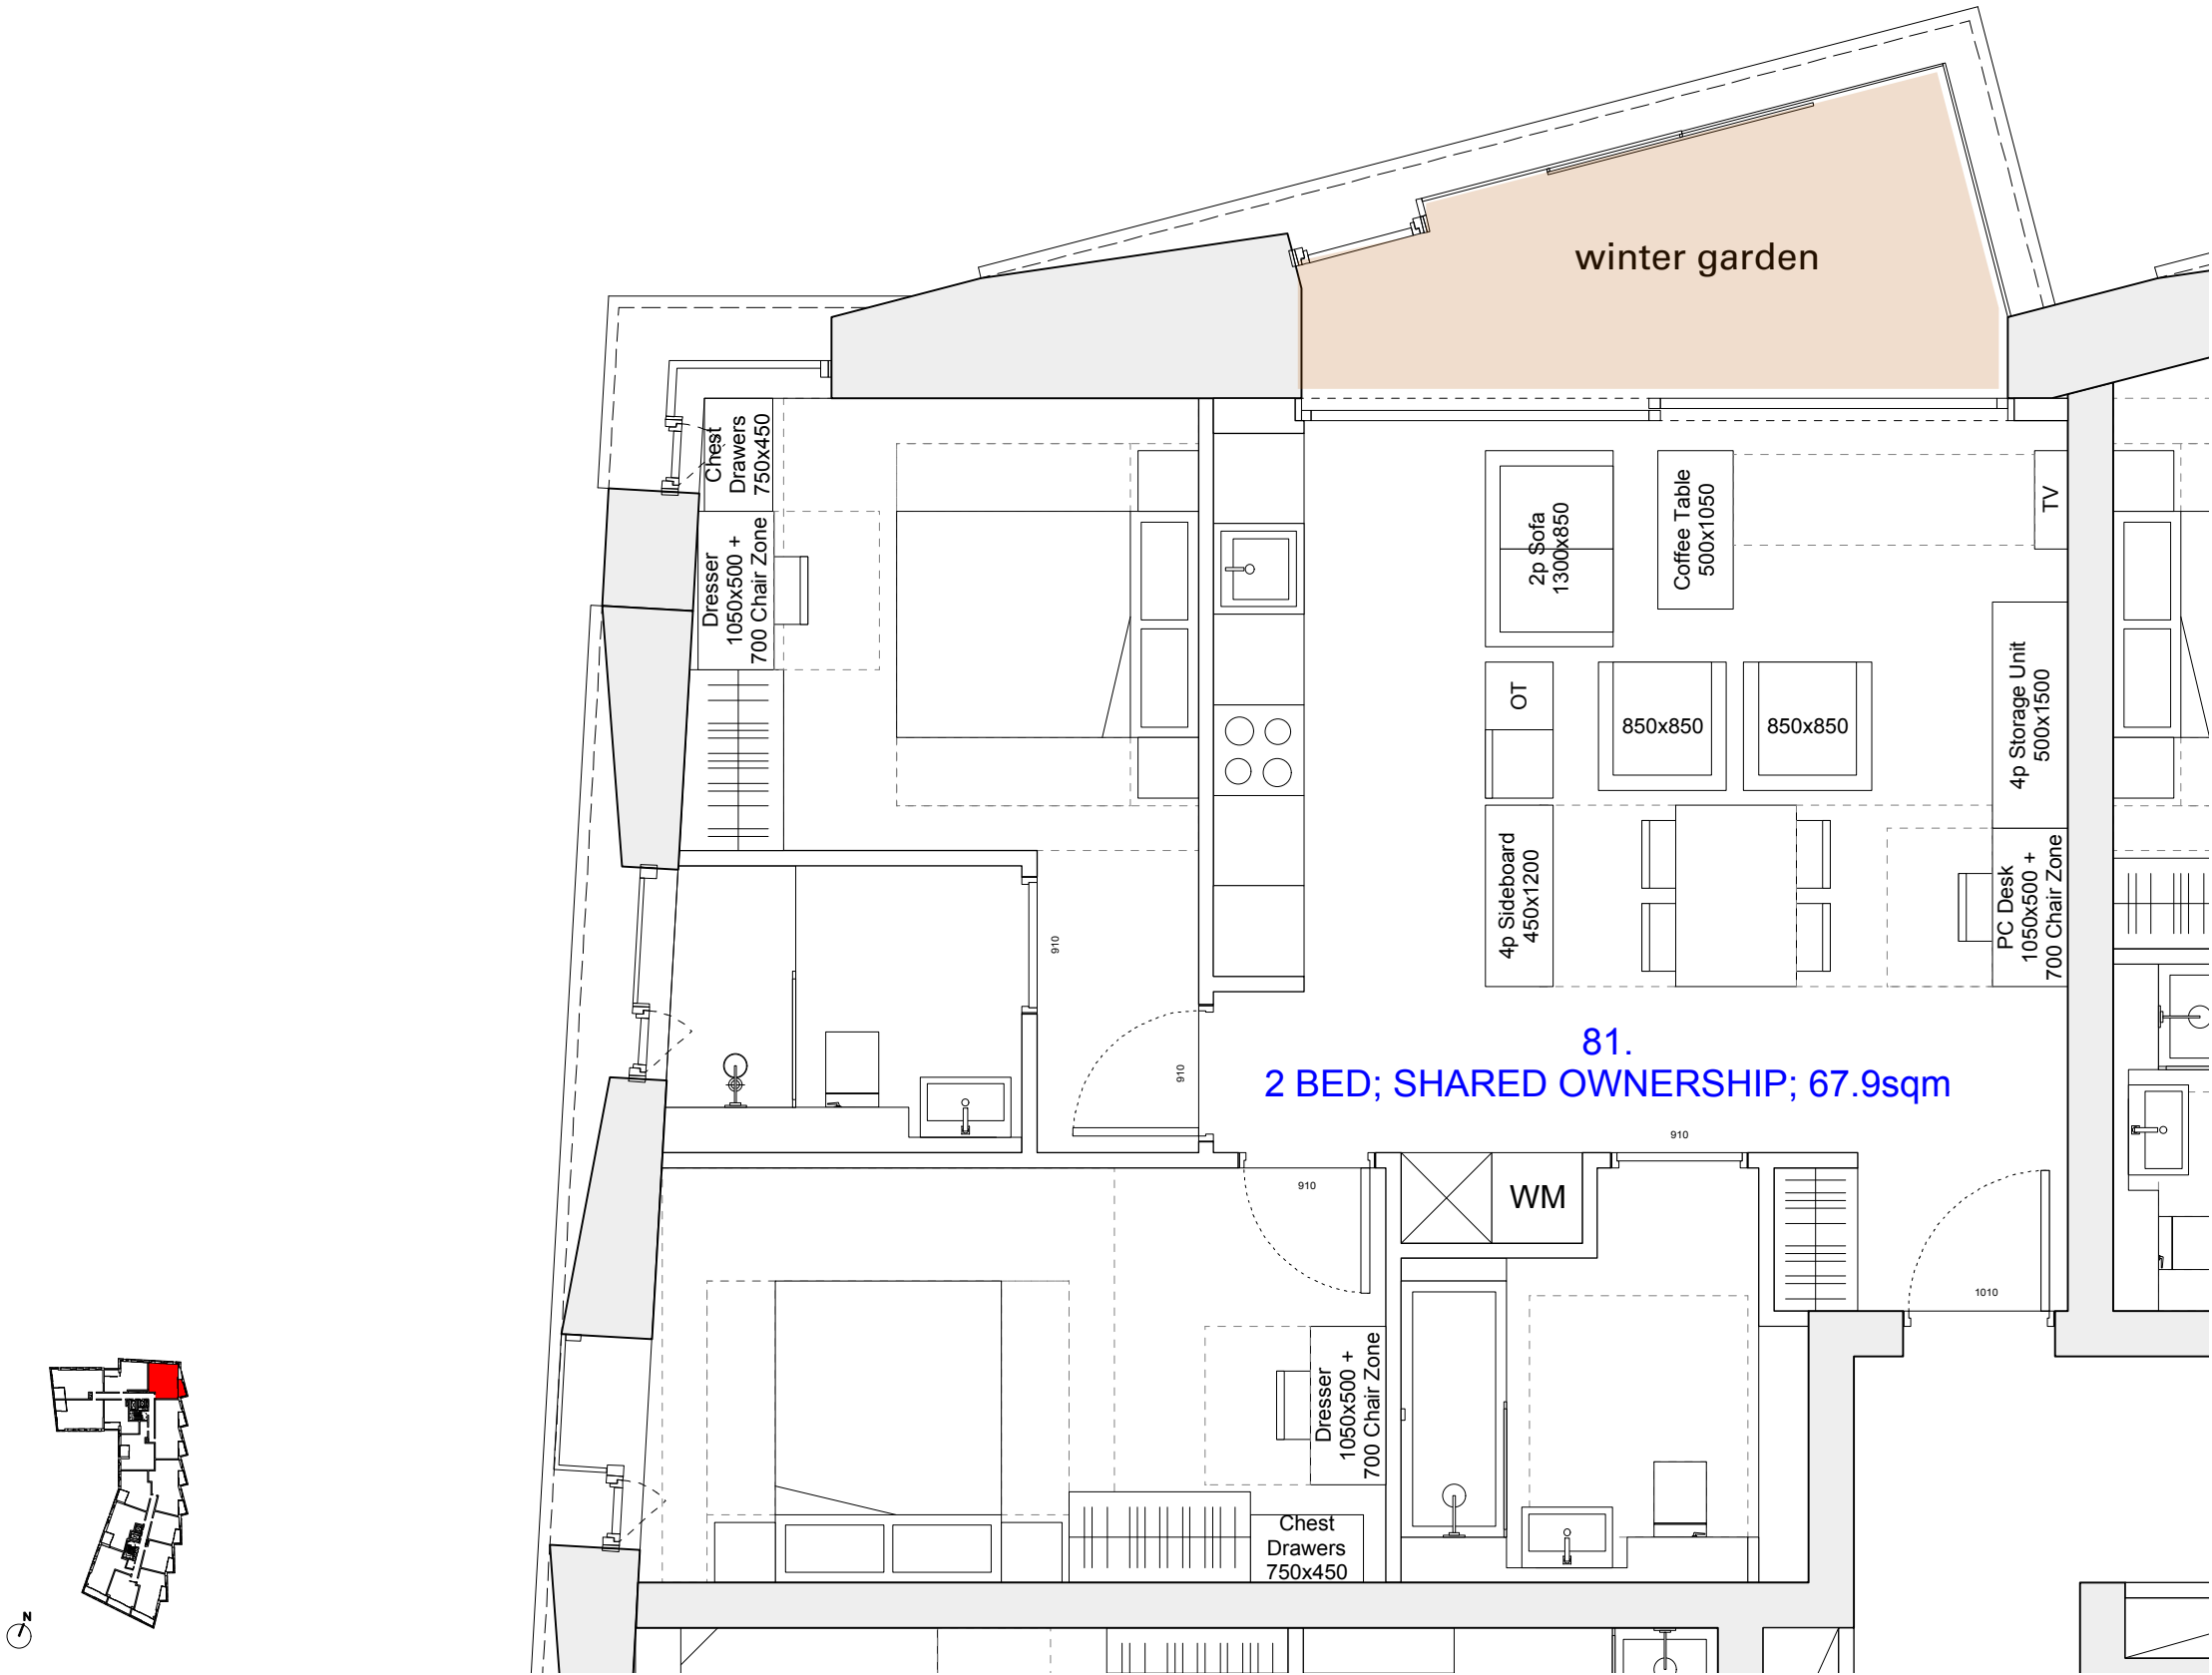 winter garden
Chest
Drawers
750x450
Dresser
1050x500 +
700 Chair Zone
2p Sofa
1300x850
Coffee Table
500x1050
TV
OT
850x850
850x850
4p Storage Unit
500x1500
4p Sideboard
450x1200
PC Desk
1050x500 +
700 Chair Zone
910
910
81.
2 BED; SHARED OWNERSHIP; 67.9sqm
910
910
WM
1010
Dresser
1050x500 +
700 Chair Zone
Chest
Drawers
750x450
N